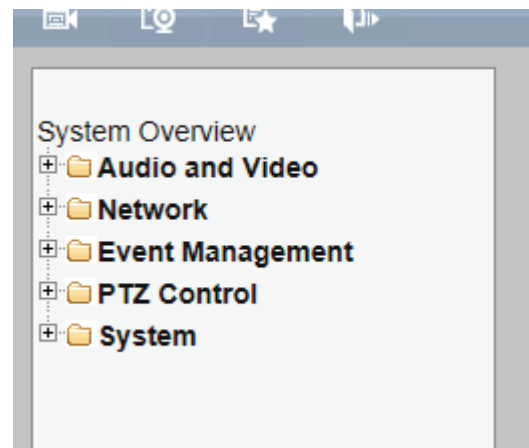 System Overview
Audio and Video
Network
Event Management
PTZ Control
System